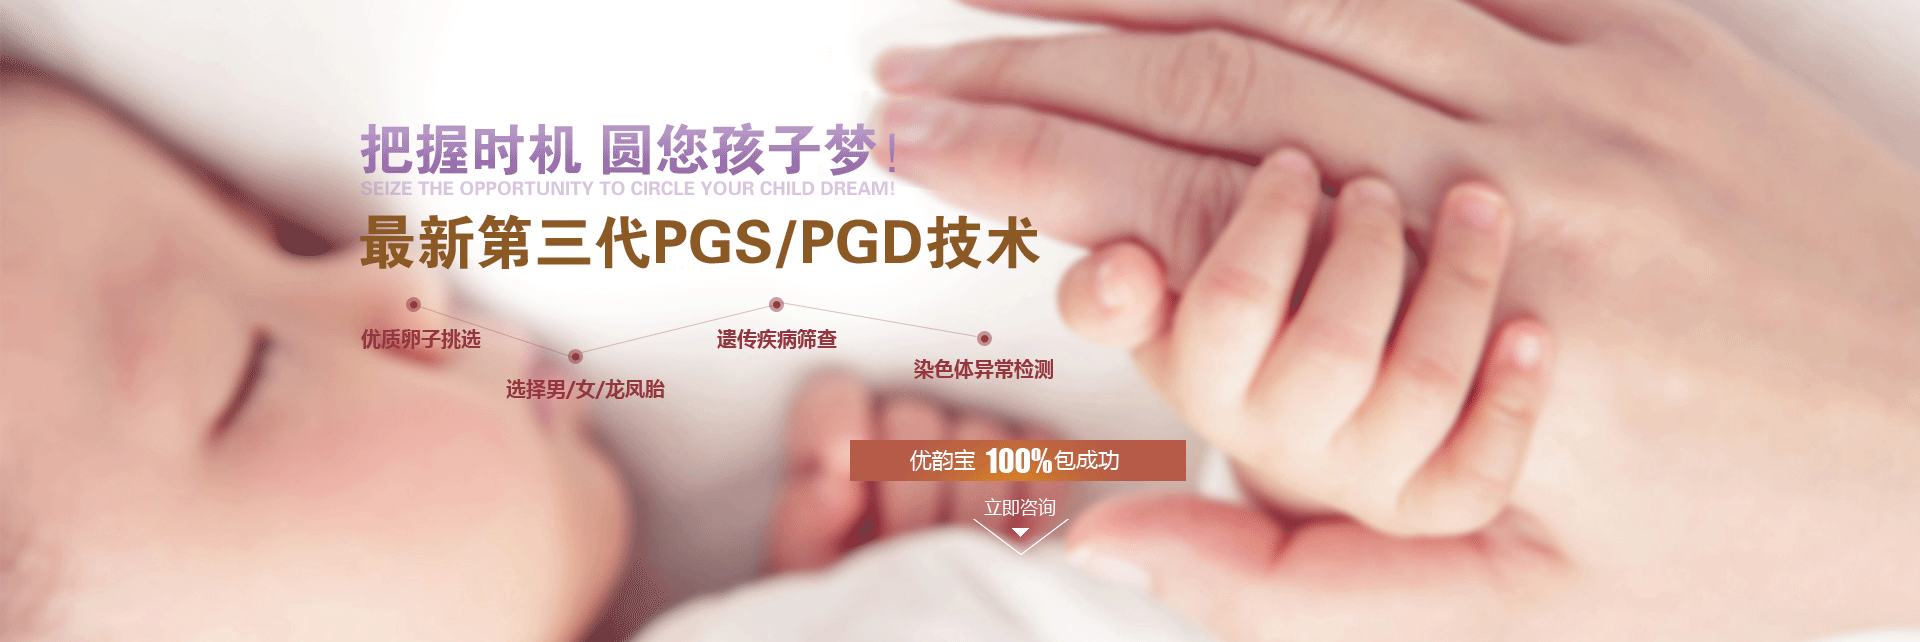 把握时机 圆您孩子梦！
SEIZE THE OPPORTUNITY TO CIRCLE YOUR CHILD DREAM!
最新第三代PGS/PGD技术
优质卵子挑选
选择男/女/龙凤胎
遗传疾病筛查
染色体异常检测
优韵宝 100%包成功
立即咨询